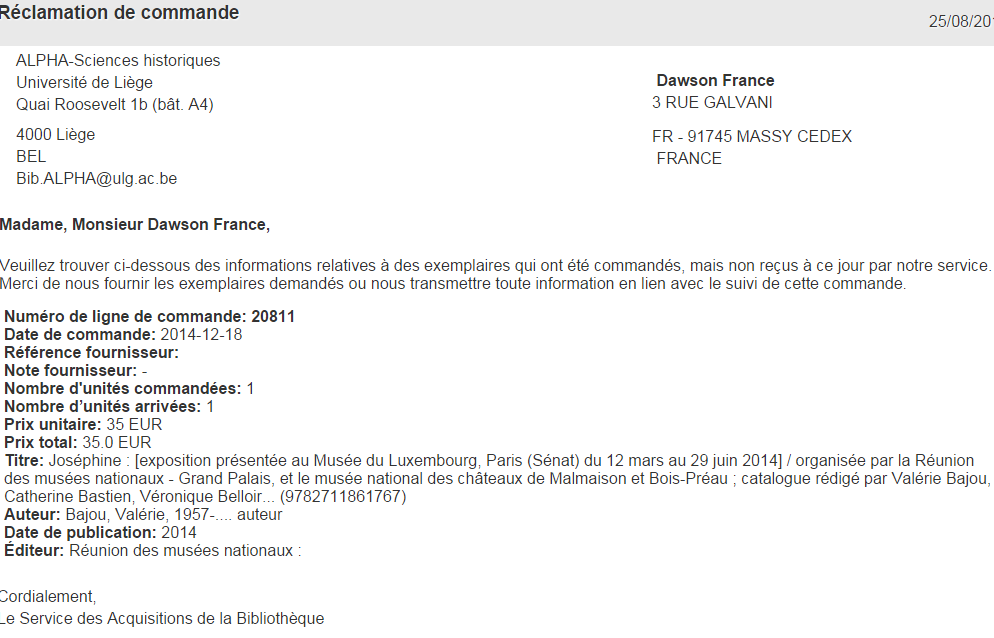 Réclamation de commande
25/08/20
ALPHA-Sciences historiques
Université de Liège
Quai Roosevelt 1b (bât. A4)
4000 Liège
BEL
Bib.ALPHA@ulg.ac.be
Dawson France
3 RUE GALVANI
FR - 91745 MASSY CEDEX
FRANCE
Madame, Monsieur Dawson France,
Veuillez trouver ci-dessous des informations relatives à des exemplaires qui ont été commandés, mais non reçus à ce jour par notre service.
Merci de nous fournir les exemplaires demandés ou nous transmettre toute information en lien avec le suivi de cette commande.
Numéro de ligne de commande: 20811
Date de commande: 2014-12-18
Référence fournisseur:
Note fournisseur: -
Nombre d'unités commandées: 1
Nombre d’unités arrivées: 1
Prix unitaire: 35 EUR
Prix total: 35.0 EUR
Titre: Joséphine : [exposition présentée au Musée du Luxembourg, Paris (Sénat) du 12 mars au 29 juin 2014] / organisée par la Réunion
des musées nationaux - Grand Palais, et le musée national des châteaux de Malmaison et Bois-Préau ; catalogue rédigé par Valérie Bajou,
Catherine Bastien, Véronique Belloir... (9782711861767)
Auteur: Bajou, Valérie, 1957-.... auteur
Date de publication: 2014
Éditeur: Réunion des musées nationaux :
Cordialement,
Le Service des Acquisitions de la Bibliothèque